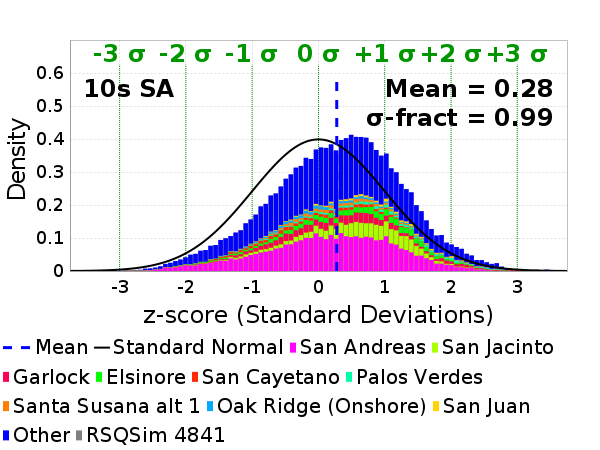 -3 σ -2 σ -1 σ 0 σ +1 σ +2 σ +3 σ
10s SA
Mean = 0.28
σ-fract = 0.99
0.6
0.5
0.4
0.3
0.2
0.1
0
Density
-3 -2 -1 0 1 2 3
z-score (Standard Deviations)
Mean Standard Normal San Andreas San Jacinto
Garlock Elsinore San Cayetano Palos Verdes
Santa Susana alt 1 Oak Ridge (Onshore) San Juan
Other RSQSim 4841